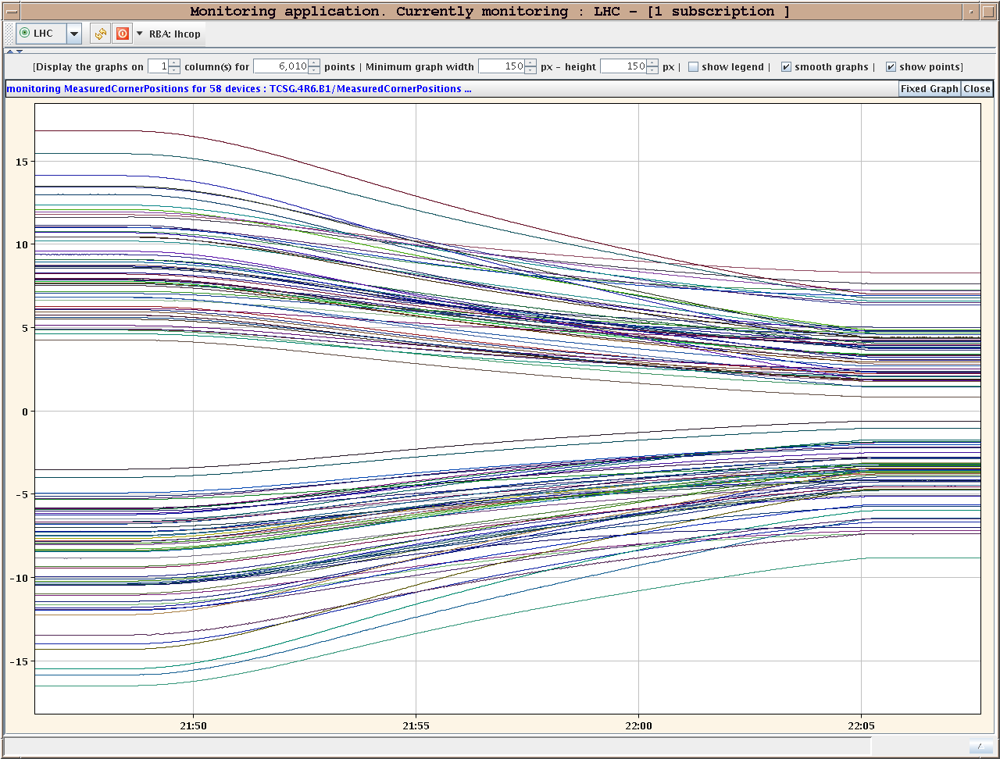 Monitoring application. Currently monitoring : LHC - [1 subscription ]
LHC RBA: lhcop
[Display the graphs on 1 column(s) for 6,010 points | Minimum graph width 150 px - height 150 px | show legend | smooth graphs | show points]
monitoring MeasuredCornerPositions for 58 devices : TCSG.4R6.B1/MeasuredCornerPositions ... Fixed Graph Close
15
10
5
0
-5
-10
-15
21:50 21:55 22:00 22:05